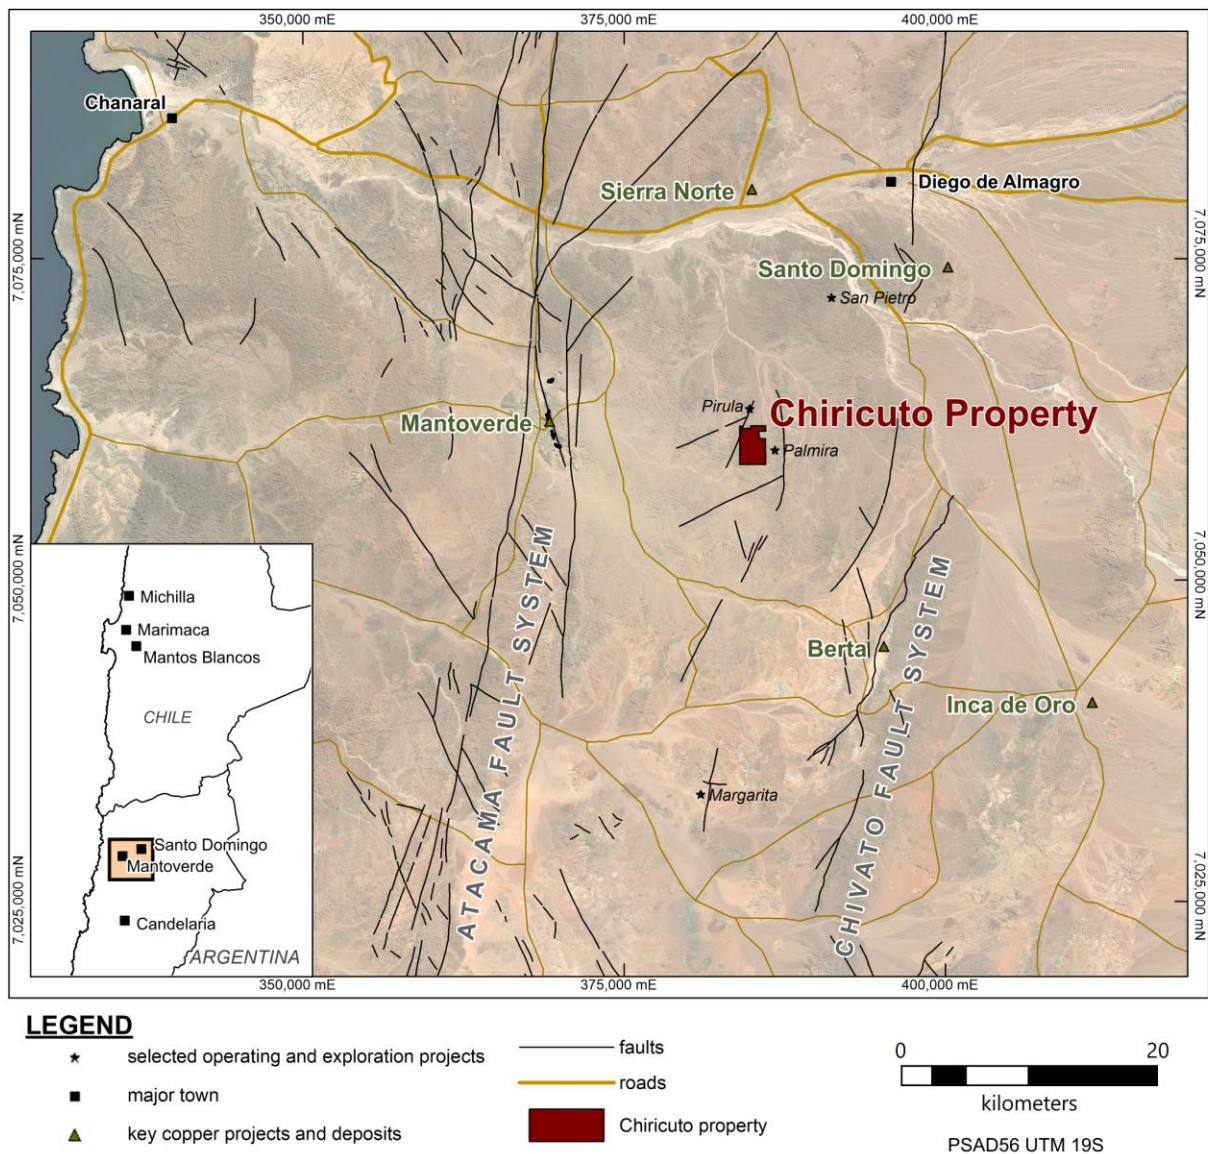 350,000 mE
375,000 mE
400,000 mE
Chanaral
Sierra Norte
Diego de Almagro
7,075,000 mN
7,075,000 mN
Santo Domingo
San Pietro
Pirula
Chiricuto Property
Mantoverde
Palmira
ATACAMA FAULT SYSTEM
CHIVATO FAULT SYSTEM
7,050,000 mN
7,050,000 mN
Michilla
Marimaca
Mantos Blancos
Berta
CHILE
Inca de Oro
Margarita
Santo Domingo
Mantoverde
7,025,000 mN
7,025,000 mN
Candelaria
ARGENTINA
350,000 mE
375,000 mE
400,000 mE
LEGEND
selected operating and exploration projects
major town
key copper projects and deposits
faults
roads
Chiricuto property
0
20
kilometers
PSAD56 UTM 19S